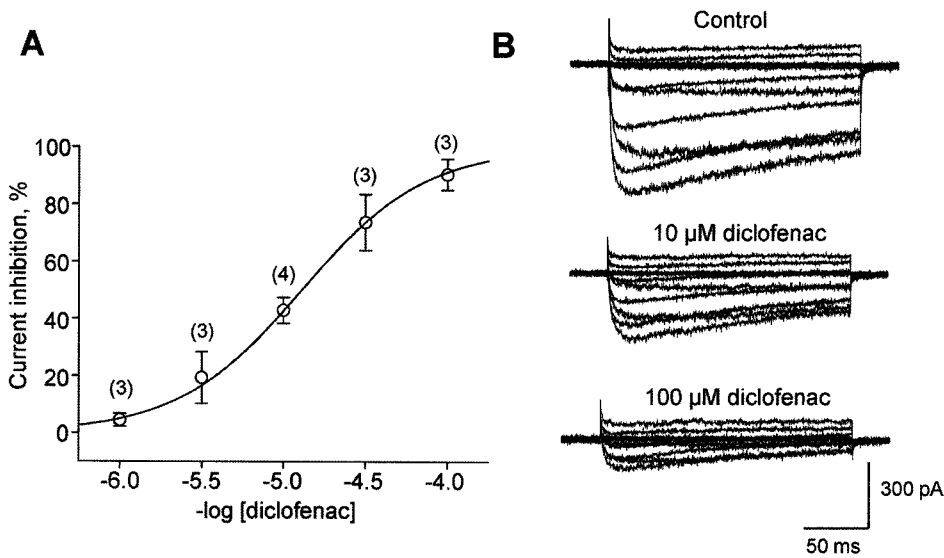 A
Current inhibition, %
100
80
60
40
20
0
(3)
(3)
(4)
(3)
(3)
-6.0
-5.5
-5.0
-4.5
-4.0
-log [diclofenac]
B
Control
10 µM diclofenac
100 µM diclofenac
300 pA
50 ms